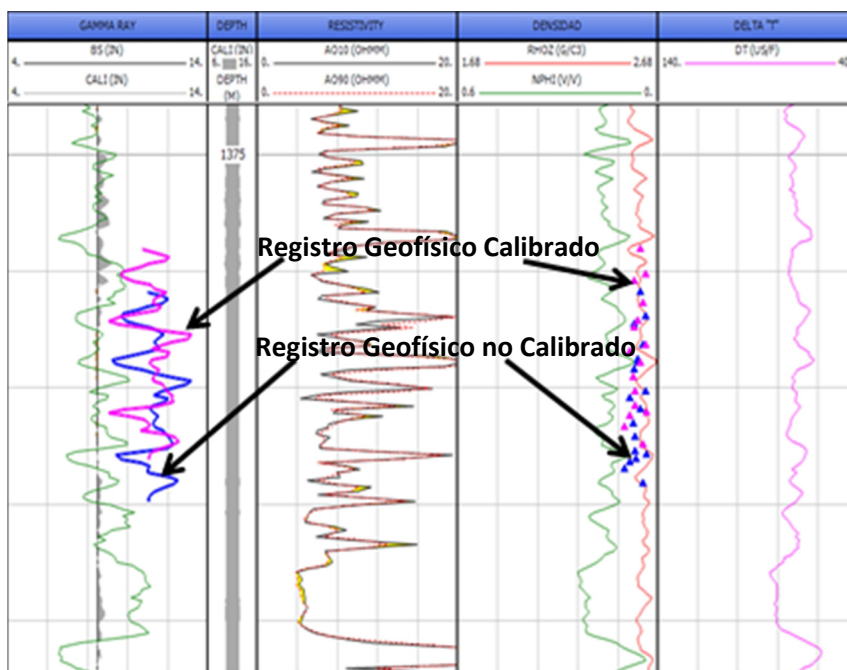 GAMMA RAY DEPTH RESISTIVITY DENSIDAD DELTA "T"
BS (IN) CALI (IN) AO10 (OHMM) RHOZ (G/C3) DT (US/F)
4. 14. 6. 16. 0. 20. 1.68 2.68 140. 40
CALI (IN) DEPTH AO90 (OHMM) NPHI (V/V)
4. 14. (M) 0. 20. 0.6 0.
1375
Registro Geofísico Calibrado
Registro Geofísico no Calibrado